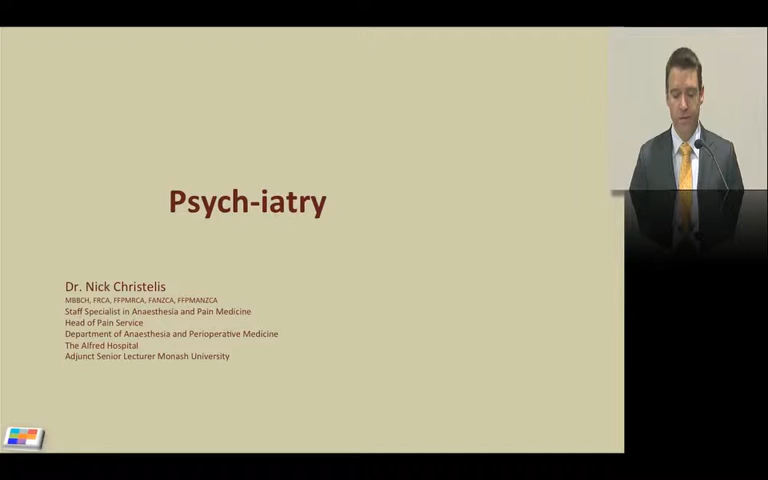 Psych-iatry
Dr. Nick Christelis
MBBCH, FRCA, FFPMRCA, FANZCA, FFPMANZCA
Staff Specialist in Anaesthesia and Pain Medicine
Head of Pain Service
Department of Anaesthesia and Perioperative Medicine
The Alfred Hospital
Adjunct Senior Lecturer Monash University